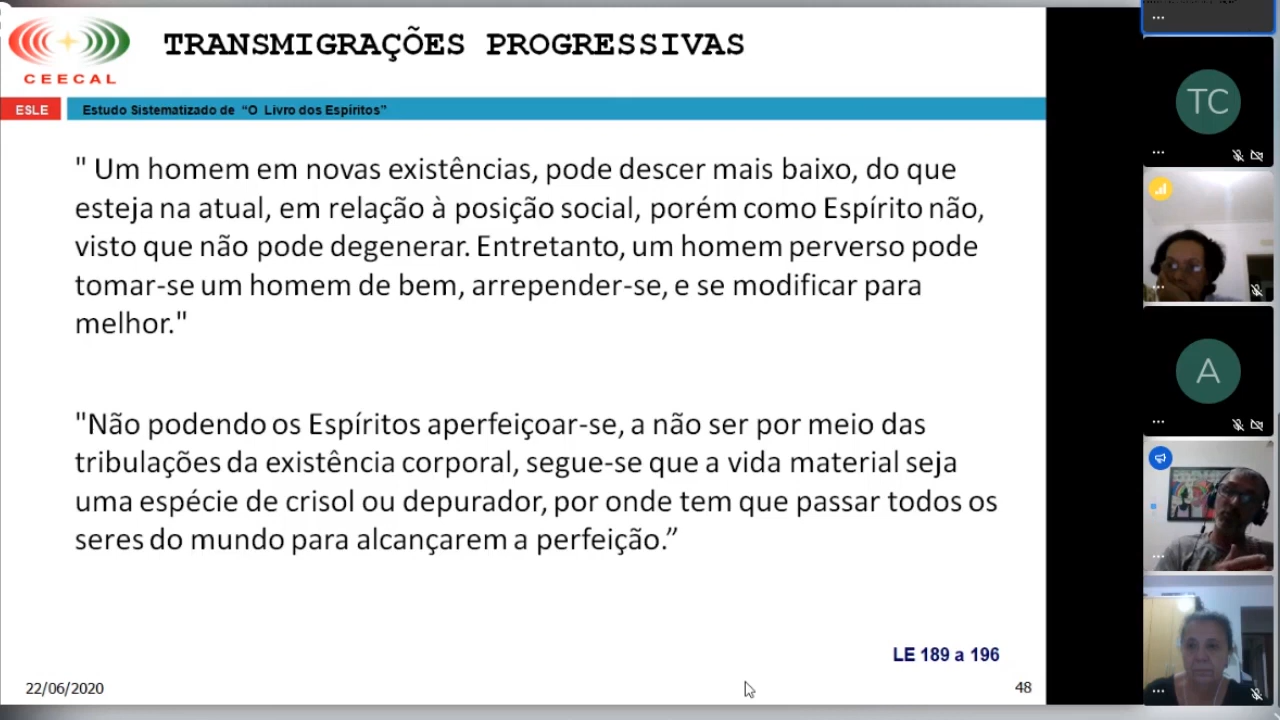 TRANSMIGRAÇÕES PROGRESSIVAS
CEECAL
ESLE
Estudo Sistematizado de “O Livro dos Espíritos”
" Um homem em novas existências, pode descer mais baixo, do que
esteja na atual, em relação à posição social, porém como Espírito não,
visto que não pode degenerar. Entretanto, um homem perverso pode
tomar-se um homem de bem, arrepender-se, e se modificar para
melhor."
"Não podendo os Espíritos aperfeiçoar-se, a não ser por meio das
tribulações da existência corporal, segue-se que a vida material seja
uma espécie de crisol ou depurador, por onde tem que passar todos os
seres do mundo para alcançarem a perfeição.”
LE 189 a 196
22/06/2020
48
TC
A